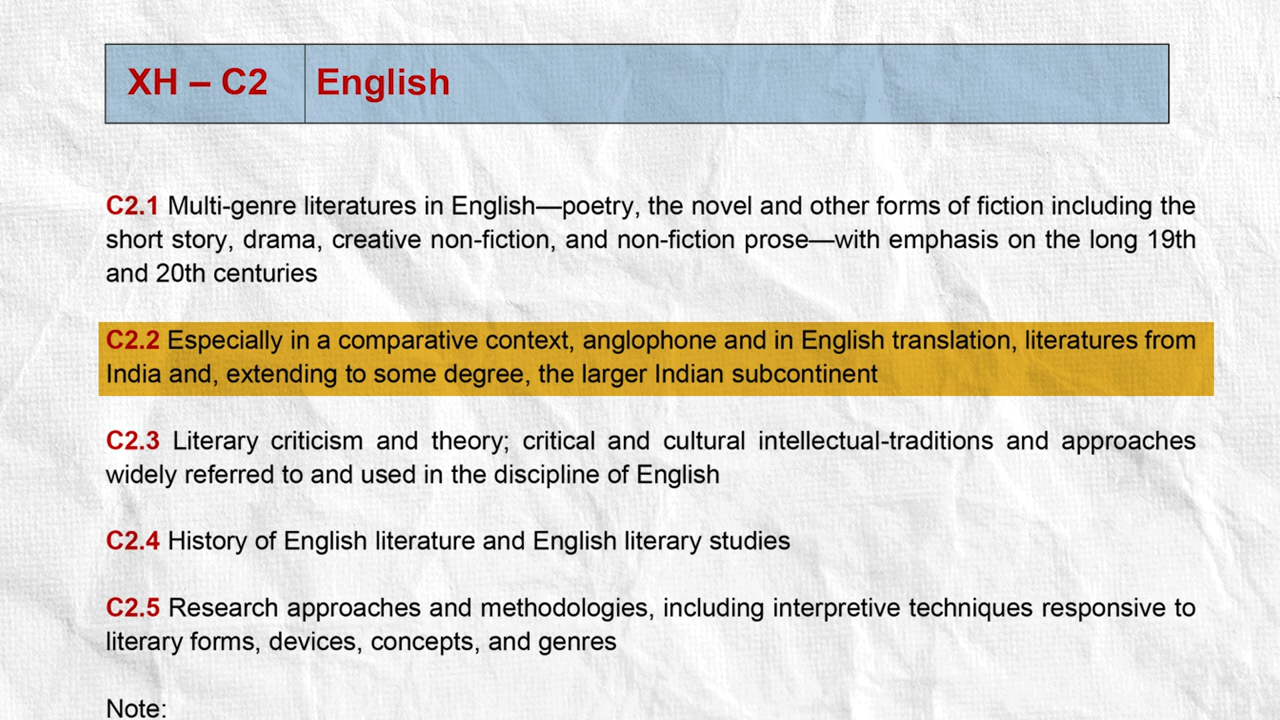 XH – C2 English
C2.1 Multi-genre literatures in English—poetry, the novel and other forms of fiction including the
short story, drama, creative non-fiction, and non-fiction prose—with emphasis on the long 19th
and 20th centuries
C2.2 Especially in a comparative context, anglophone and in English translation, literatures from
India and, extending to some degree, the larger Indian subcontinent
C2.3 Literary criticism and theory; critical and cultural intellectual-traditions and approaches
widely referred to and used in the discipline of English
C2.4 History of English literature and English literary studies
C2.5 Research approaches and methodologies, including interpretive techniques responsive to
literary forms, devices, concepts, and genres
Note: